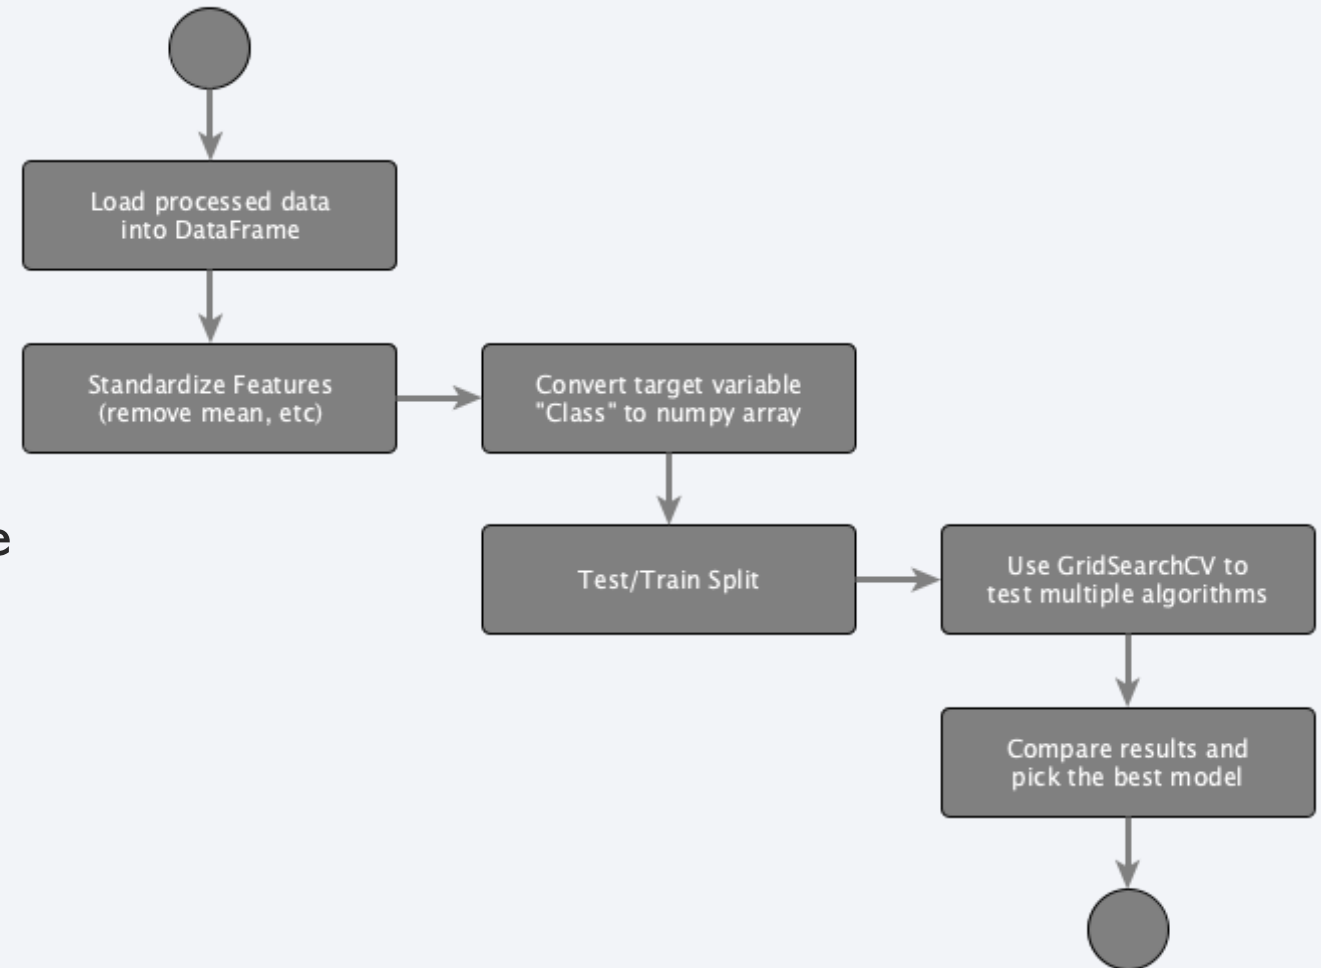 Load processed data
into DataFrame
Standardize Features
(remove mean, etc)
Convert target variable
"Class" to numpy array
e
Test/Train Split
Use GridSearchCV to
test multiple algorithms
Compare results and
pick the best model